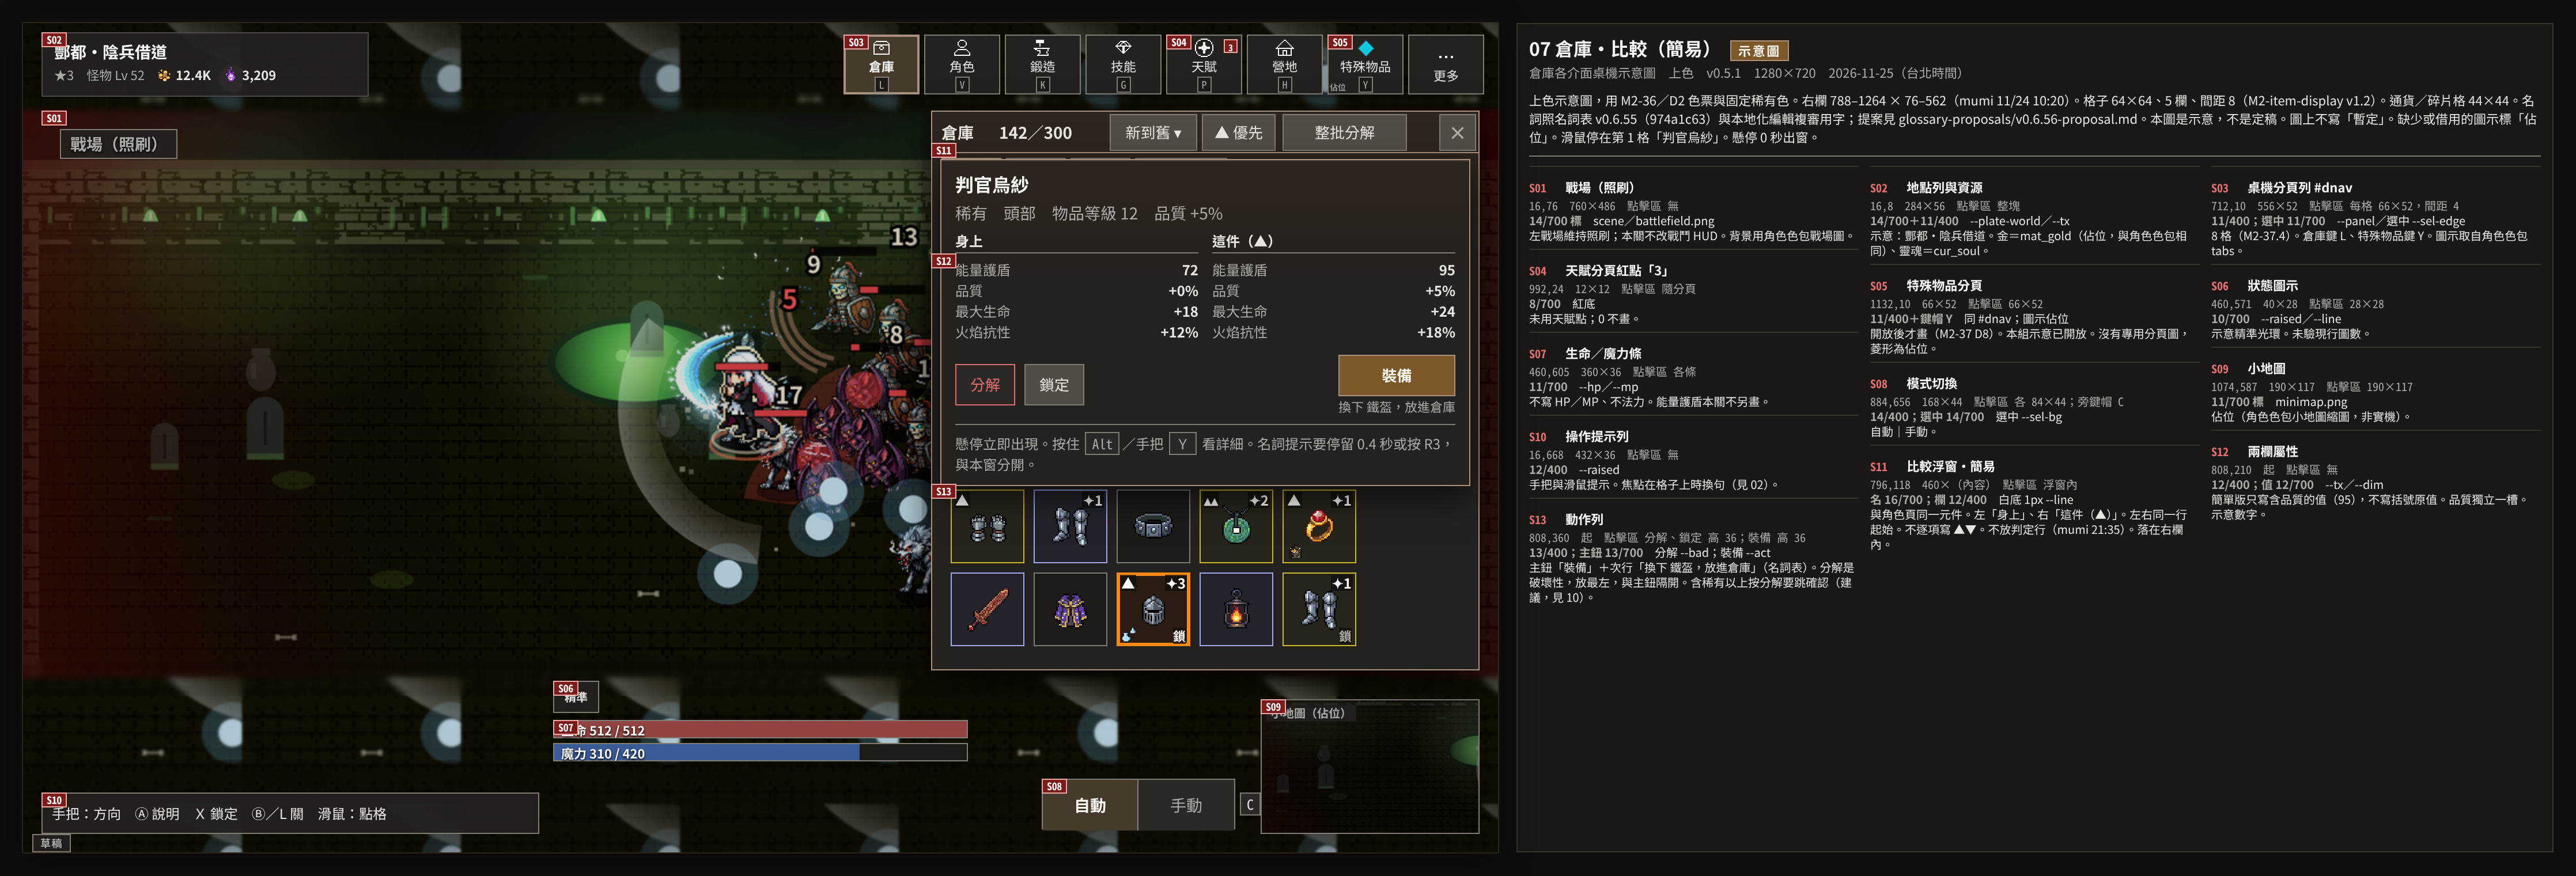 S02
酆都・陰兵借道
★3 怪物 Lv 52 12.4K 3,209
S03
倉庫
L
角色
V
鍛造
K
技能
G
S04
3
天賦
P
營地
H
S05
特殊物品
佔位
Y
…
更多
S01
戰場（照刷）
倉庫 142／300
新到舊 ▾
▲ 優先
整批分解
×
S11
判官烏紗
稀有 頭部 物品等級 12 品質 +5%
身上
這件（▲）
S12
能量護盾 72
能量護盾 95
品質 +0%
品質 +5%
最大生命 +18
最大生命 +24
火焰抗性 +12%
火焰抗性 +18%
分解
鎖定
裝備
換下 鐵盔，放進倉庫
懸停立即出現。按住 Alt ／手把 Y 看詳細。名詞提示要停留 0.4 秒或按 R3，
與本窗分開。
S13
▲
✦1
▲▲ ✦2
▲ ✦1
▲ ✦3
鎖
✦1
鎖
13
9
5
8
17
S06
精準
S07
命 512 / 512
魔力 310 / 420
S08
自動
手動
C
S09
地圖（佔位）
S10
手把：方向 Ⓐ 說明 X 鎖定 Ⓑ／L 關 滑鼠：點格
草稿
07 倉庫・比較（簡易） 示意圖
倉庫各介面桌機示意圖 上色 v0.5.1 1280×720 2026-11-25（台北時間）
上色示意圖，用 M2-36／D2 色票與固定稀有色。右欄 788–1264 × 76–562（mumi 11/24 10:20）。格子 64×64、5 欄、間距 8（M2-item-display v1.2）。通貨／碎片格 44×44。名
詞照名詞表 v0.6.55（974a1c63）與本地化編輯複審用字；提案見 glossary-proposals/v0.6.56-proposal.md。本圖是示意，不是定稿。圖上不寫「暫定」。缺少或借用的圖示標「佔
位」。滑鼠停在第 1 格「判官烏紗」。懸停 0 秒出窗。
S01 戰場（照刷）
16,76 760×486 點擊區 無
14/700 標 scene／battlefield.png
左戰場維持照刷；本關不改戰鬥 HUD。背景用角色色包戰場圖。
S04 天賦分頁紅點「3」
992,24 12×12 點擊區 隨分頁
8/700 紅底
未用天賦點；0 不畫。
S07 生命／魔力條
460,605 360×36 點擊區 各條
11/700 --hp／--mp
不寫 HP／MP、不法力。能量護盾本關不另畫。
S10 操作提示列
16,668 432×36 點擊區 無
12/400 --raised
手把與滑鼠提示。焦點在格子上時換句（見 02）。
S13 動作列
808,360 起 點擊區 分解、鎖定 高 36；裝備 高 36
13/400；主鈕 13/700 分解 --bad；裝備 --act
主鈕「裝備」＋次行「換下 鐵盔，放進倉庫」（名詞表）。分解是
破壞性，放最左，與主鈕隔開。含稀有以上按分解要跳確認（建
議，見 10）。
S02 地點列與資源
16,8 284×56 點擊區 整塊
14/700＋11/400 --plate-world／--tx
示意：酆都・陰兵借道。金＝mat_gold（佔位，與角色色包相
同）、靈魂＝cur_soul。
S05 特殊物品分頁
1132,10 66×52 點擊區 66×52
11/400＋鍵帽 Y 同 #dnav；圖示佔位
開放後才畫（M2-37 D8）。本組示意已開放。沒有專用分頁圖，
菱形為佔位。
S08 模式切換
884,656 168×44 點擊區 各 84×44；旁鍵帽 C
14/400；選中 14/700 選中 --sel-bg
自動｜手動。
S11 比較浮窗・簡易
796,118 460×（內容） 點擊區 浮窗內
名 16/700；欄 12/400 白底 1px --line
與角色頁同一元件。左「身上」、右「這件（▲）」。左右同一行
起始。不逐項寫 ▲▼。不放判定行（mumi 21:35）。落在右欄
內。
S03 桌機分頁列 #dnav
712,10 556×52 點擊區 每格 66×52，間距 4
11/400；選中 11/700 --panel／選中 --sel-edge
8 格（M2-37.4）。倉庫鍵 L、特殊物品鍵 Y。圖示取自角色色包
tabs。
S06 狀態圖示
460,571 40×28 點擊區 28×28
10/700 --raised／--line
示意精準光環。未驗現行圖數。
S09 小地圖
1074,587 190×117 點擊區 190×117
11/700 標 minimap.png
佔位（角色色包小地圖縮圖，非實機）。
S12 兩欄屬性
808,210 起 點擊區 無
12/400；值 12/700 --tx／--dim
簡單版只寫含品質的值（95），不寫括號原值。品質獨立一槽。
示意數字。